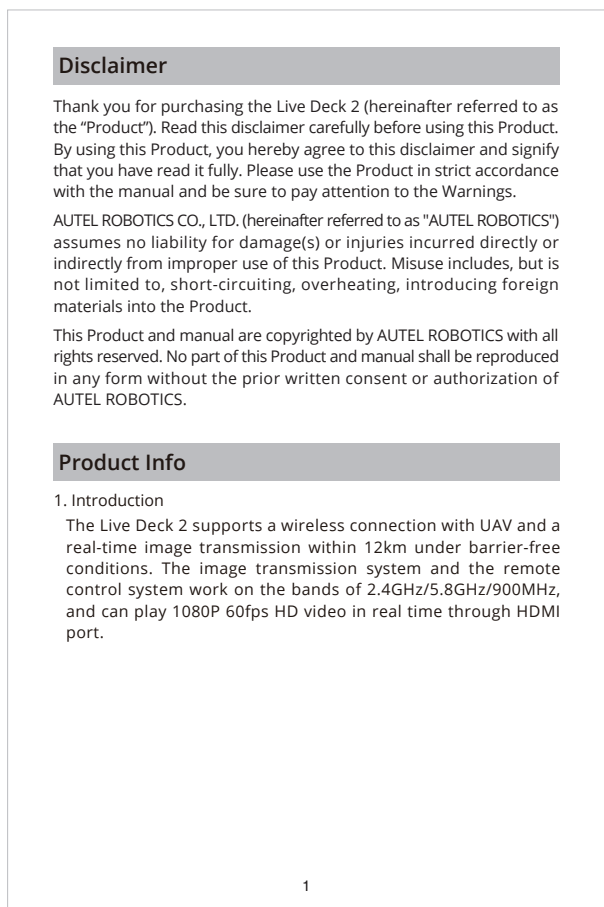 Disclaimer
Thank you for purchasing the Live Deck 2 (hereinafter referred to as
the “Product”). Read this disclaimer carefully before using this Product.
By using this Product, you hereby agree to this disclaimer and signify
that you have read it fully. Please use the Product in strict accordance
with the manual and be sure to pay attention to the Warnings.
AUTEL ROBOTICS CO., LTD. (hereinafter referred to as "AUTEL ROBOTICS")
assumes no liability for damage(s) or injuries incurred directly or
indirectly from improper use of this Product. Misuse includes, but is
not limited to, short-circuiting, overheating, introducing foreign
materials into the Product.
This Product and manual are copyrighted by AUTEL ROBOTICS with all
rights reserved. No part of this Product and manual shall be reproduced
in any form without the prior written consent or authorization of
AUTEL ROBOTICS.
Product Info
1. Introduction
The Live Deck 2 supports a wireless connection with UAV and a
real-time image transmission within 12km under barrier-free
conditions. The image transmission system and the remote
control system work on the bands of 2.4GHz/5.8GHz/900MHz,
and can play 1080P 60fps HD video in real time through HDMI
port.
1